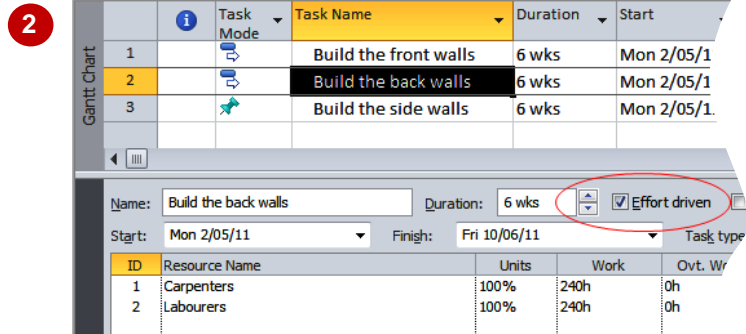 2
Task Mode
Task Name
Duration
Start
Gantt Chart
1 Build the front walls 6 wks Mon 2/05/1
2 Build the back walls 6 wks Mon 2/05/1
3 Build the side walls 6 wks Mon 2/05/1.
Name: Build the back walls Duration: 6 wks Effort driven
Start: Mon 2/05/11 Finish: Fri 10/06/11 Task type
ID Resource Name Units Work Ovt. Wo
1 Carpenters 100% 240h 0h
2 Labourers 100% 240h 0h